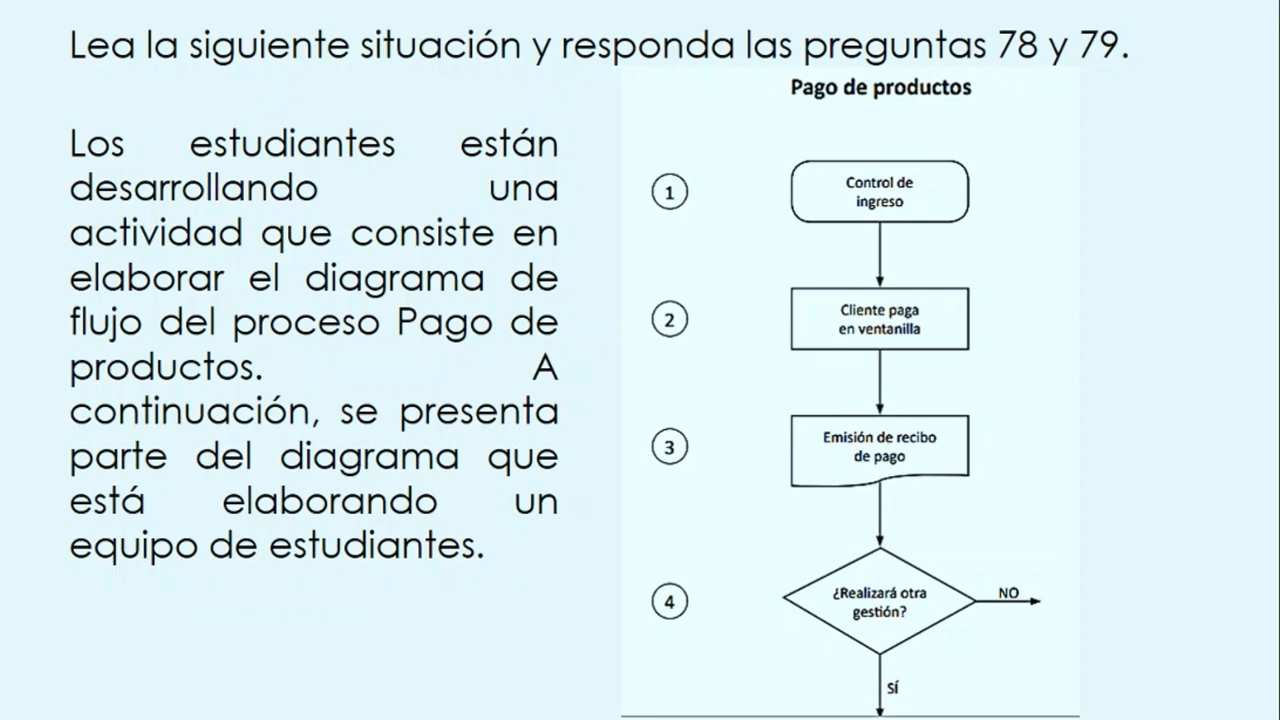 Lea la siguiente situación y responda las preguntas 78 y 79.
Los estudiantes están
desarrollando una
actividad que consiste en
elaborar el diagrama de
flujo del proceso Pago de
productos. A
continuación, se presenta
parte del diagrama que
está elaborando un
equipo de estudiantes.
Pago de productos
1
Control de
ingreso
2
Cliente paga
en ventanilla
3
Emisión de recibo
de pago
4
¿Realizará otra
gestión?
NO
SÍ